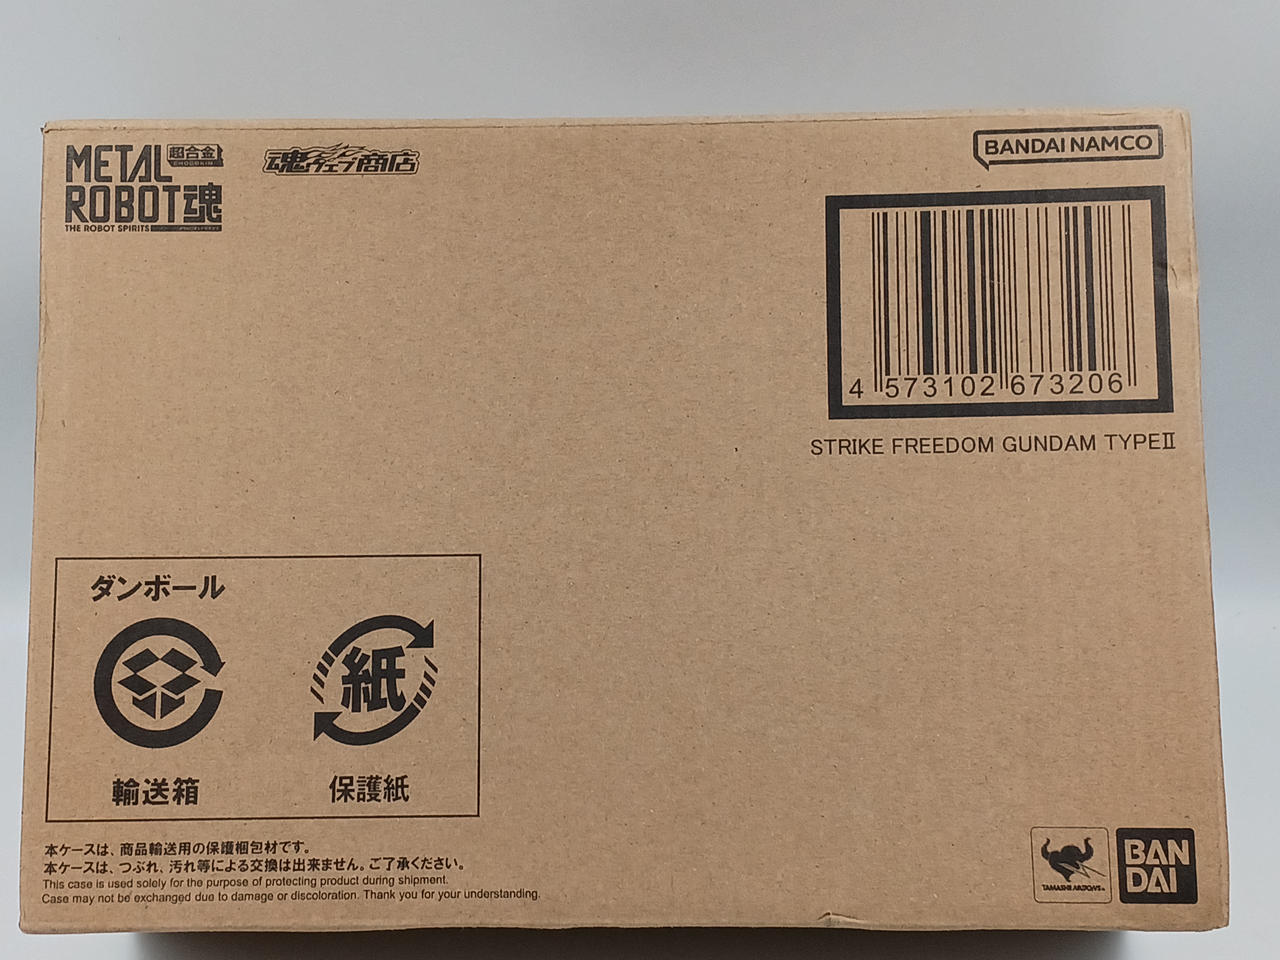 METAL
ROBOT魂
超合金
CHOGOKIN
THE ROBOT SPIRITS
魂ウェブ商店
BANDAI NAMCO
4 573102 673206
STRIKE FREEDOM GUNDAM TYPEⅡ
ダンボール
紙
輸送箱
保護紙
本ケースは、商品輸送用の保護梱包材です。
本ケースは、つぶれ、汚れ等による交換は出来ません。ご了承ください。
This case is used solely for the purpose of protecting product during shipment.
Case may not be exchanged due to damage or discoloration. Thank you for your understanding.
TAMASHII NATIONS
BAN
DAI